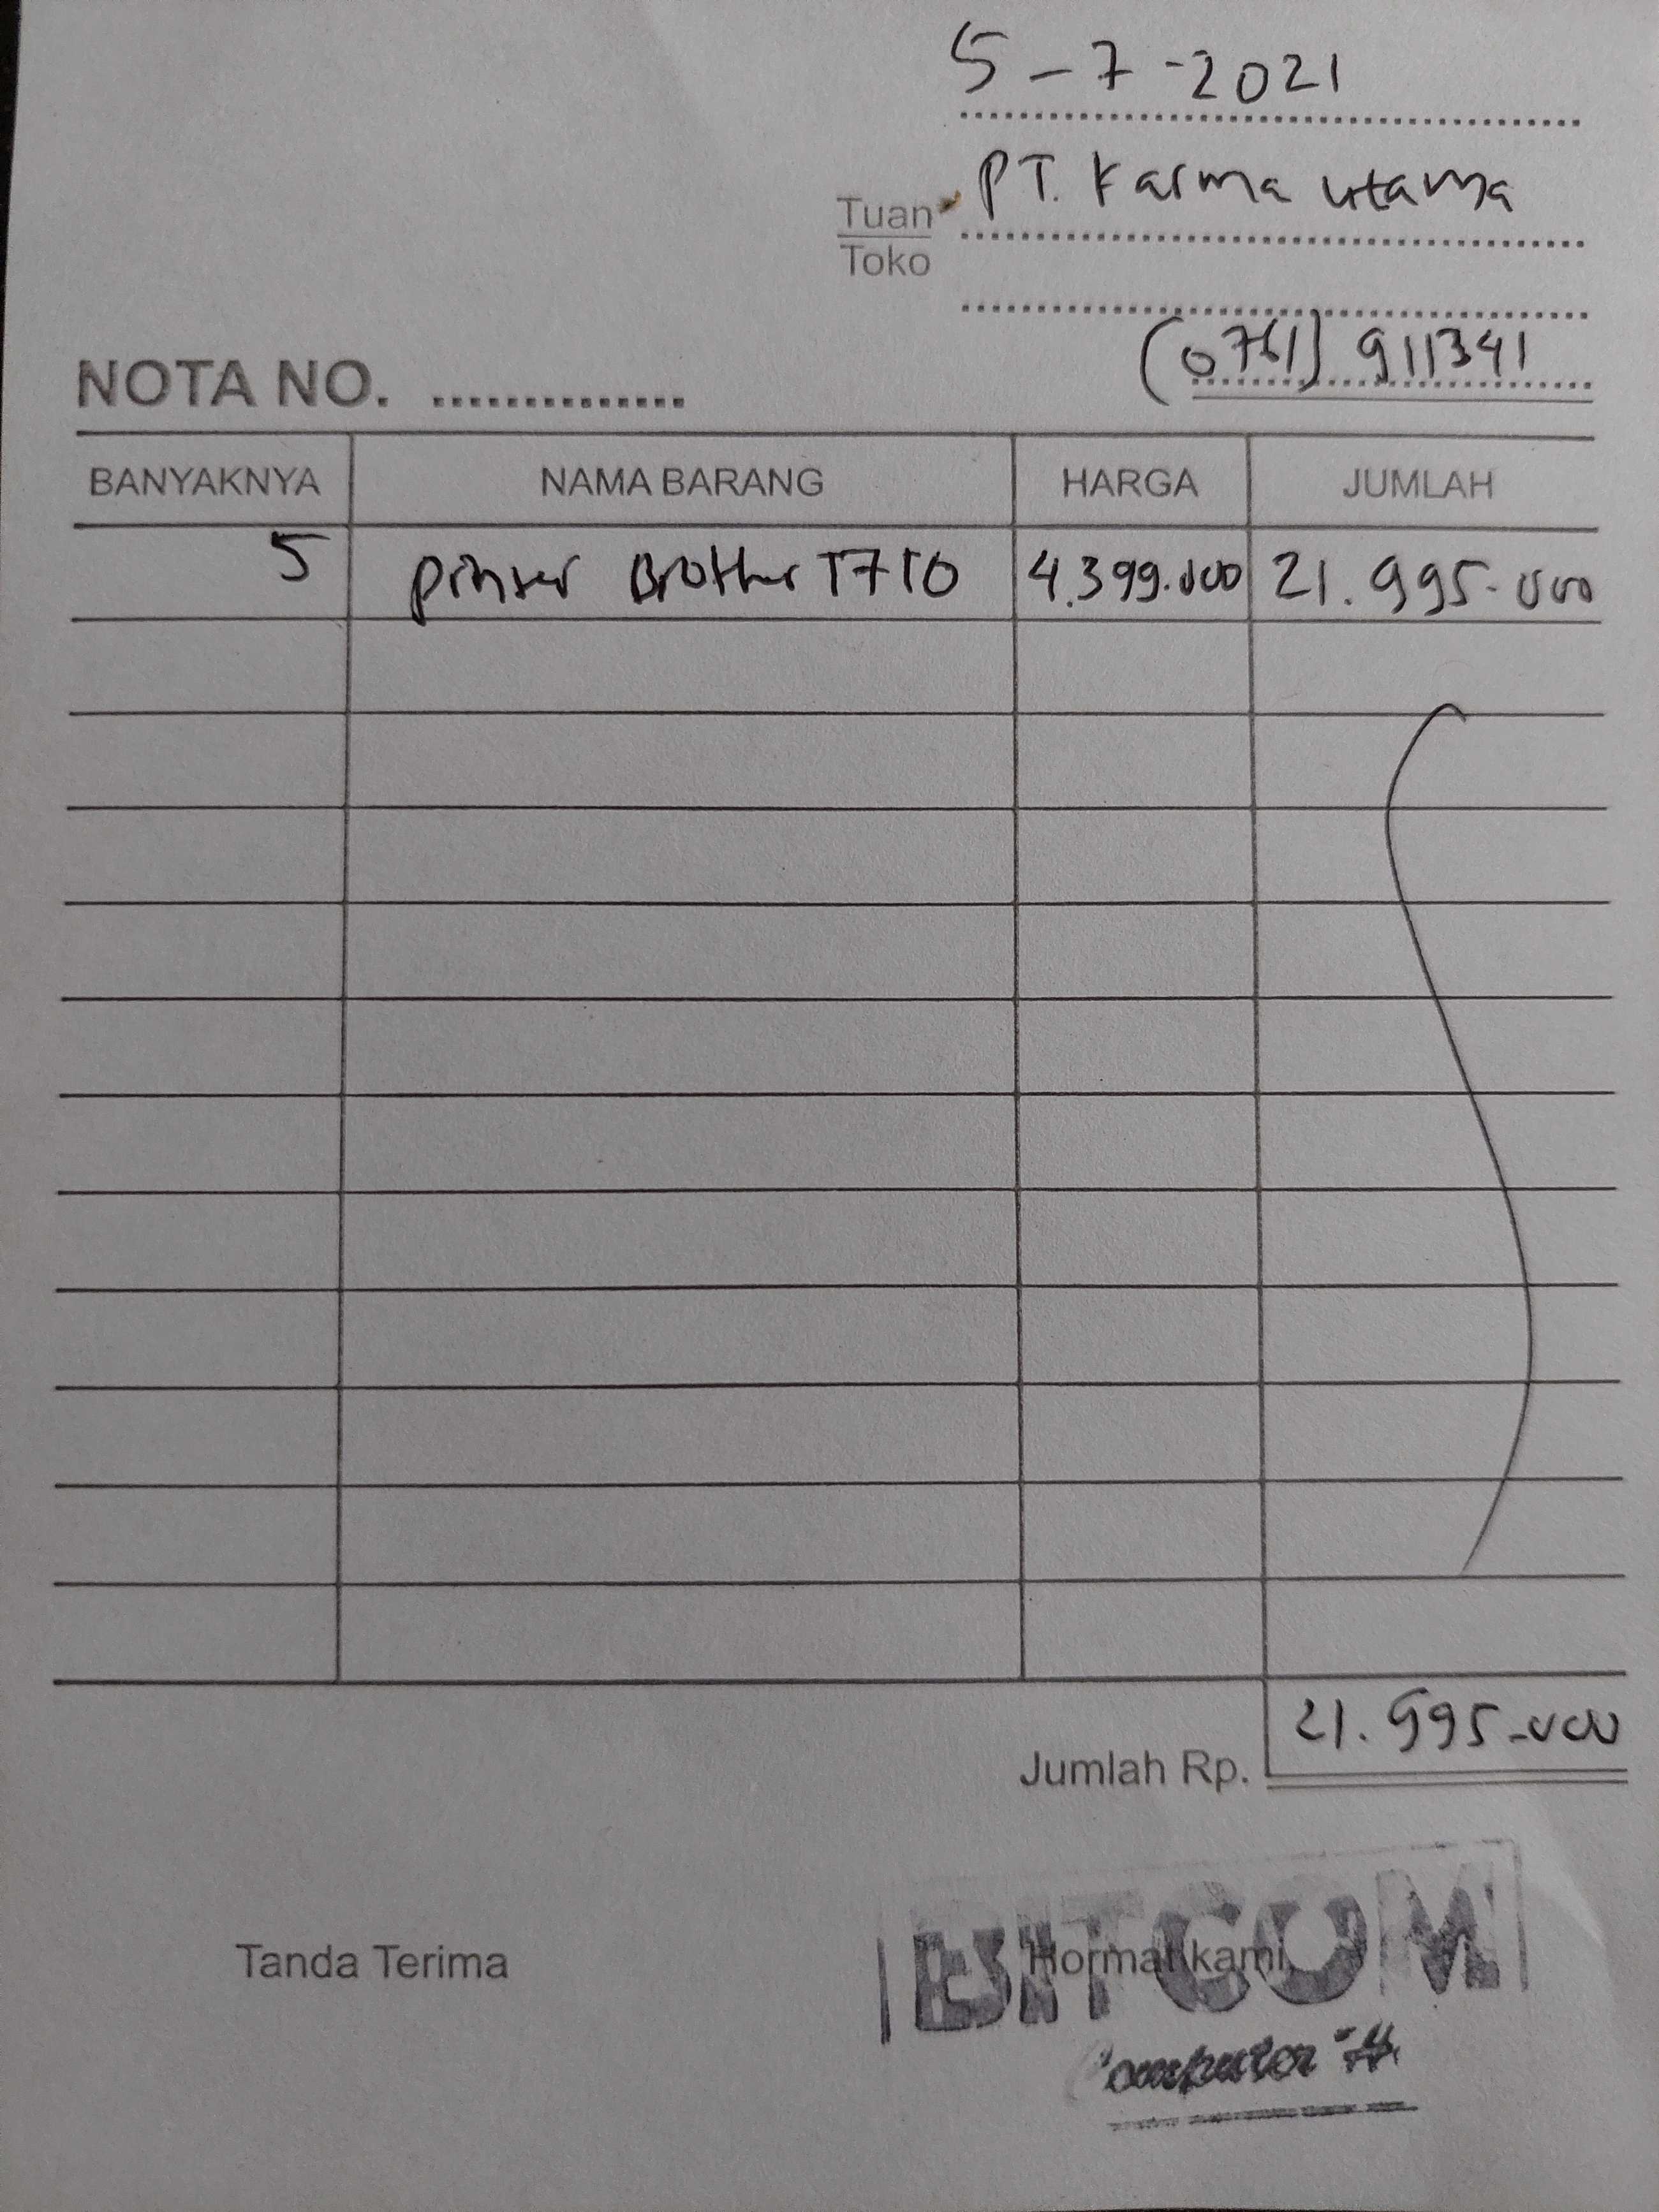 5-7-2021
Tuan PT. Karma utama
Toko
(0761) 911341
NOTA NO. ..............
BANYAKNYA NAMA BARANG HARGA JUMLAH
5 printer Brother T710 4.399.000 21.995.000
Jumlah Rp. 21.995.000
Tanda Terima Hormat kami,
BITCOM
Computer